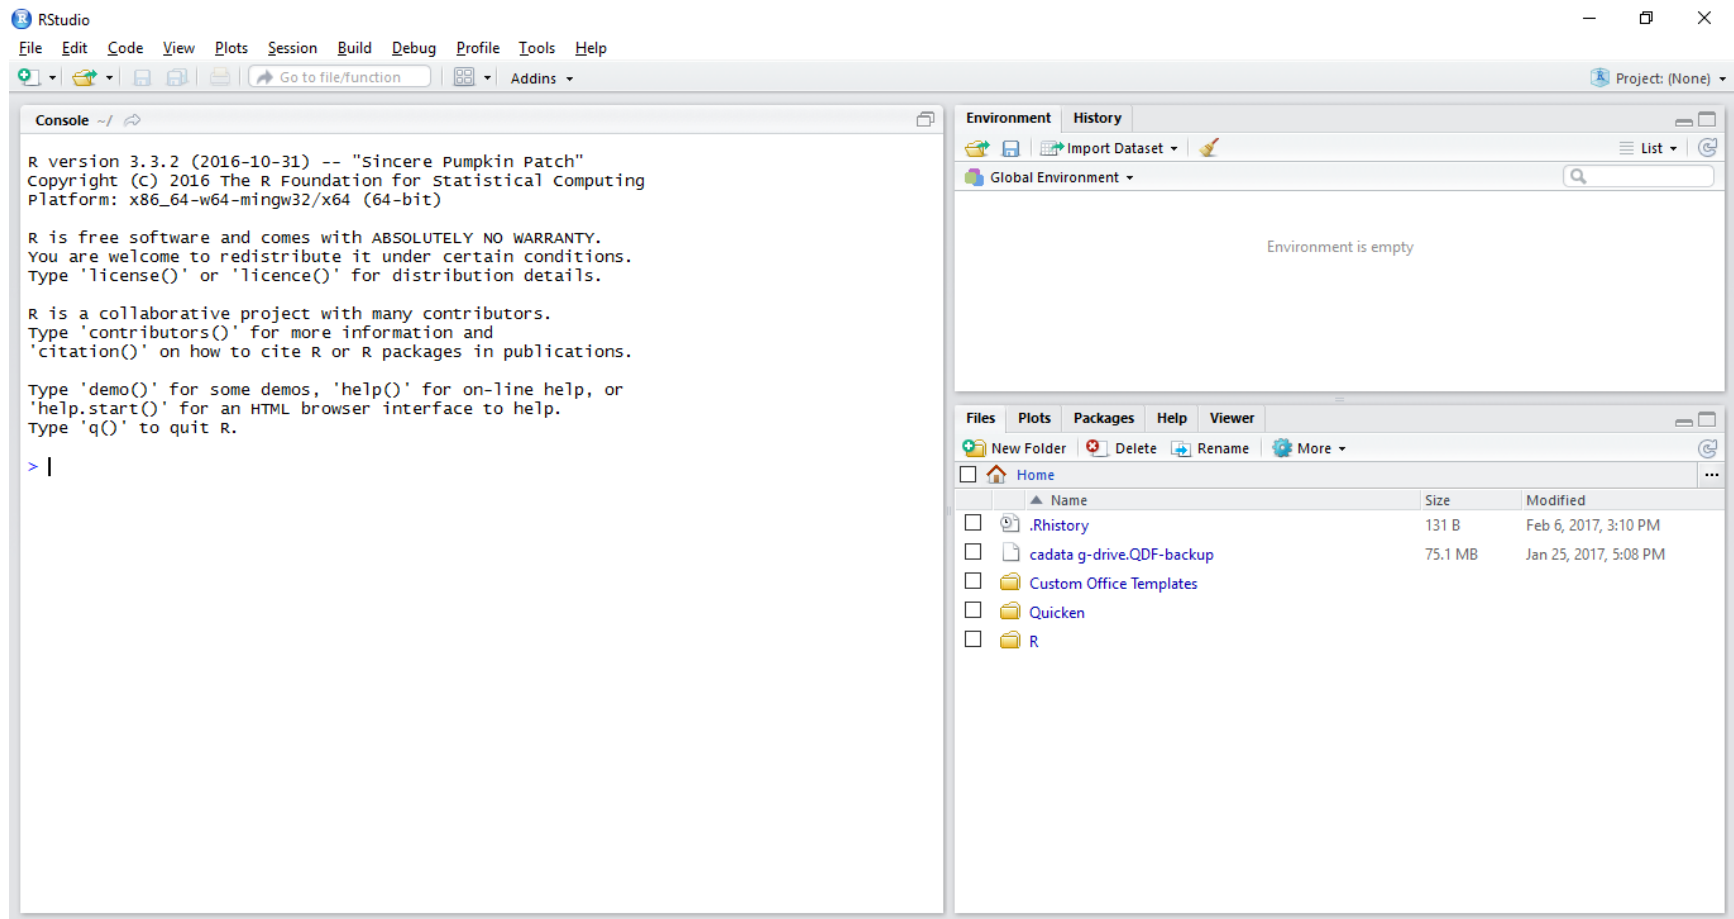 RStudio
File Edit Code View Plots Session Build Debug Profile Tools Help
Go to file/function Addins Project: (None)
Console ~/
R version 3.3.2 (2016-10-31) -- "Sincere Pumpkin Patch"
Copyright (C) 2016 The R Foundation for Statistical Computing
Platform: x86_64-w64-mingw32/x64 (64-bit)
R is free software and comes with ABSOLUTELY NO WARRANTY.
You are welcome to redistribute it under certain conditions.
Type 'license()' or 'licence()' for distribution details.
R is a collaborative project with many contributors.
Type 'contributors()' for more information and
'citation()' on how to cite R or R packages in publications.
Type 'demo()' for some demos, 'help()' for on-line help, or
'help.start()' for an HTML browser interface to help.
Type 'q()' to quit R.
>
Environment History
Import Dataset List
Global Environment
Environment is empty
Files Plots Packages Help Viewer
New Folder Delete Rename More
Home ...
Name Size Modified
.Rhistory 131 B Feb 6, 2017, 3:10 PM
cadata g-drive.QDF-backup 75.1 MB Jan 25, 2017, 5:08 PM
Custom Office Templates
Quicken
R